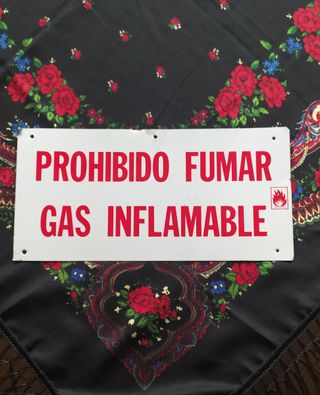 PROHIBIDO FUMAR
GAS INFLAMABLE